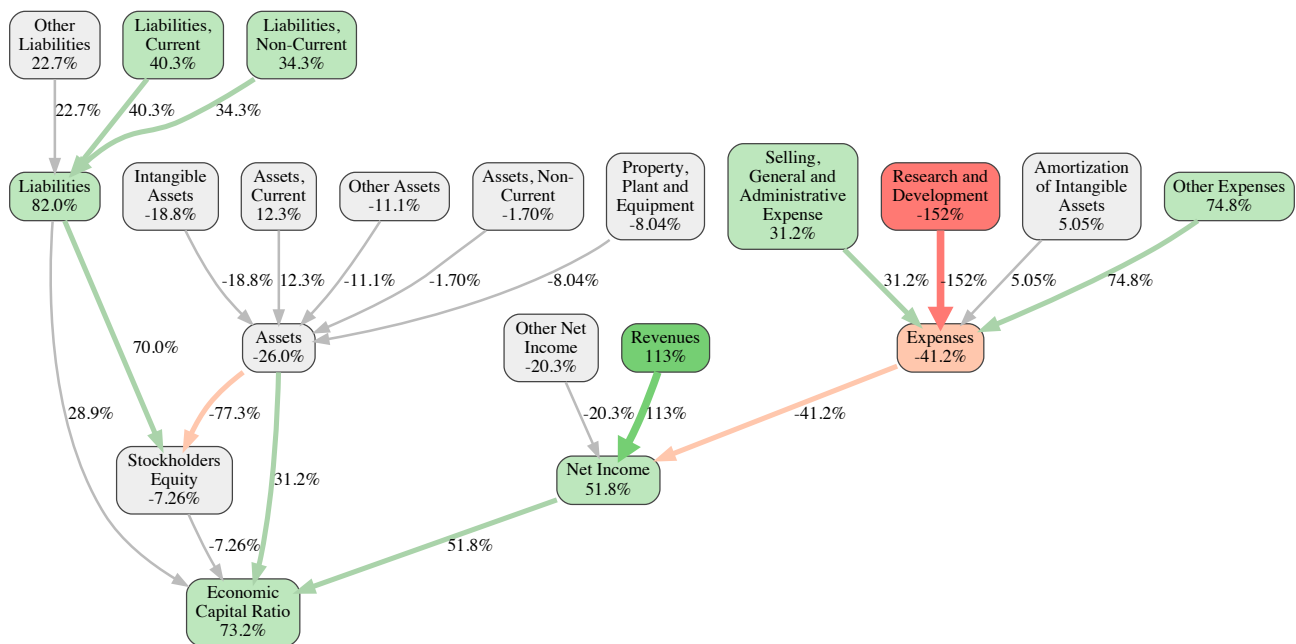 Other
Liabilities
22.7%
Liabilities,
Current
40.3%
Liabilities,
Non-Current
34.3%
22.7%
40.3%
34.3%
Liabilities
82.0%
Intangible
Assets
-18.8%
Assets,
Current
12.3%
Other Assets
-11.1%
Assets, Non-
Current
-1.70%
Property,
Plant and
Equipment
-8.04%
Selling,
General and
Administrative
Expense
31.2%
Research and
Development
-152%
Amortization
of Intangible
Assets
5.05%
Other Expenses
74.8%
-18.8%
12.3%
-11.1%
-1.70%
-8.04%
31.2%
-152%
5.05%
74.8%
70.0%
Assets
-26.0%
Other Net
Income
-20.3%
Revenues
113%
Expenses
-41.2%
28.9%
-77.3%
-20.3%
113%
-41.2%
Stockholders
Equity
-7.26%
31.2%
Net Income
51.8%
-7.26%
51.8%
Economic
Capital Ratio
73.2%